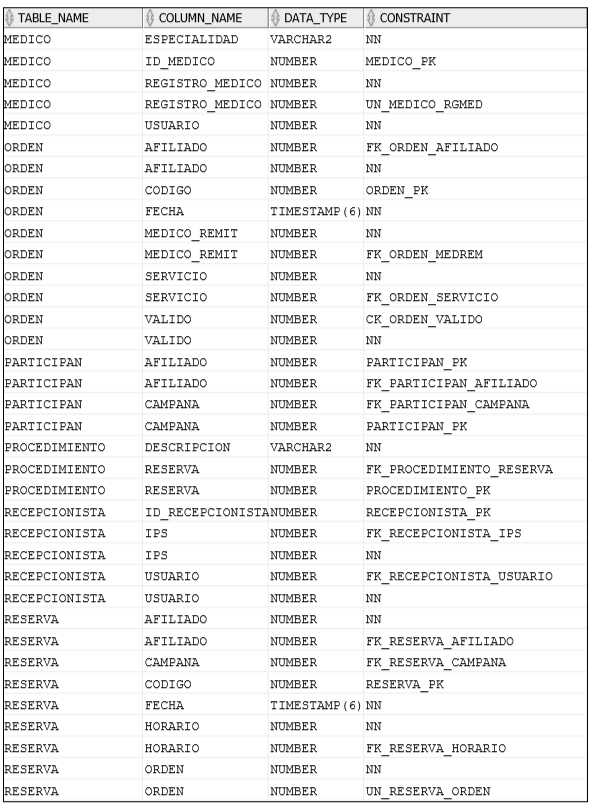 TABLE_NAME COLUMN_NAME DATA_TYPE CONSTRAINT
MEDICO ESPECIALIDAD VARCHAR2 NN
MEDICO ID_MEDICO NUMBER MEDICO_PK
MEDICO REGISTRO_MEDICO NUMBER NN
MEDICO REGISTRO_MEDICO NUMBER UN_MEDICO_RGMED
MEDICO USUARIO NUMBER NN
ORDEN AFILIADO NUMBER FK_ORDEN_AFILIADO
ORDEN AFILIADO NUMBER NN
ORDEN CODIGO NUMBER ORDEN_PK
ORDEN FECHA TIMESTAMP(6) NN
ORDEN MEDICO_REMIT NUMBER NN
ORDEN MEDICO_REMIT NUMBER FK_ORDEN_MEDREM
ORDEN SERVICIO NUMBER NN
ORDEN SERVICIO NUMBER FK_ORDEN_SERVICIO
ORDEN VALIDO NUMBER CK_ORDEN_VALIDO
ORDEN VALIDO NUMBER NN
PARTICIPAN AFILIADO NUMBER PARTICIPAN_PK
PARTICIPAN AFILIADO NUMBER FK_PARTICIPAN_AFILIADO
PARTICIPAN CAMPANA NUMBER FK_PARTICIPAN_CAMPANA
PARTICIPAN CAMPANA NUMBER PARTICIPAN_PK
PROCEDIMIENTO DESCRIPCION VARCHAR2 NN
PROCEDIMIENTO RESERVA NUMBER FK_PROCEDIMIENTO_RESERVA
PROCEDIMIENTO RESERVA NUMBER PROCEDIMIENTO_PK
RECEPCIONISTA ID_RECEPCIONISTA NUMBER RECEPCIONISTA_PK
RECEPCIONISTA IPS NUMBER FK_RECEPCIONISTA_IPS
RECEPCIONISTA IPS NUMBER NN
RECEPCIONISTA USUARIO NUMBER FK_RECEPCIONISTA_USUARIO
RECEPCIONISTA USUARIO NUMBER NN
RESERVA AFILIADO NUMBER NN
RESERVA AFILIADO NUMBER FK_RESERVA_AFILIADO
RESERVA CAMPANA NUMBER FK_RESERVA_CAMPANA
RESERVA CODIGO NUMBER RESERVA_PK
RESERVA FECHA TIMESTAMP(6) NN
RESERVA HORARIO NUMBER NN
RESERVA HORARIO NUMBER FK_RESERVA_HORARIO
RESERVA ORDEN NUMBER NN
RESERVA ORDEN NUMBER UN_RESERVA_ORDEN